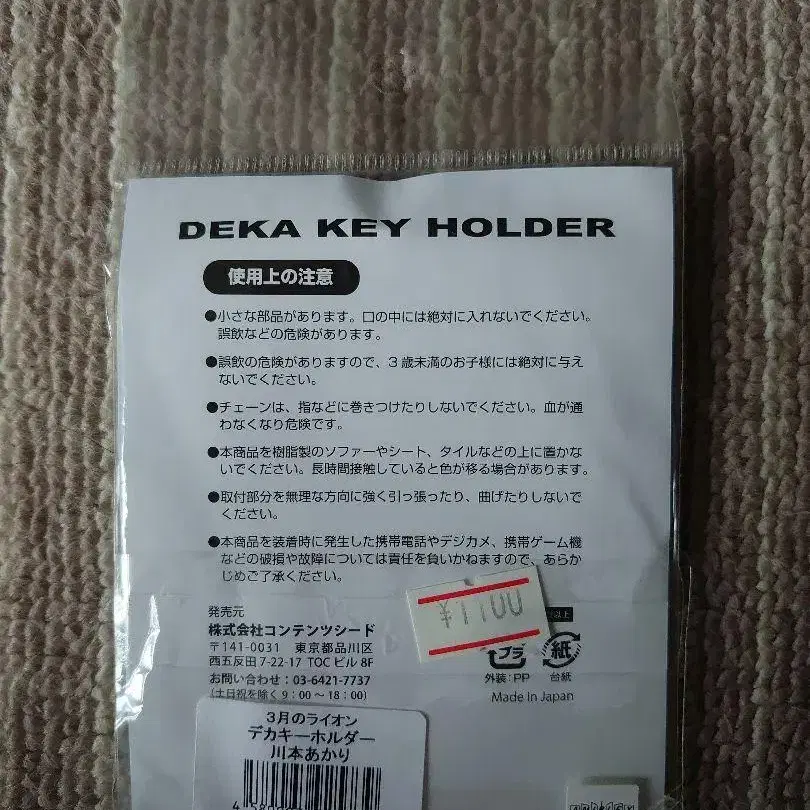 DEKA KEY HOLDER
使用上の注意
●小さな部品があります。口の中には絶対に入れないでください。
誤飲などの危険があります。
●誤飲の危険がありますので、3歳未満のお子様には絶対に与え
ないでください。
●チェーンは、指などに巻きつけたりしないでください。血が通
わなくなり危険です。
●本商品を樹脂製のソファーやシート、タイルなどの上に置かな
いでください。長時間接触していると色が移る場合があります。
●取付部分を無理な方向に強く引っ張ったり、曲げたりしないで
ください。
●本商品を装着時に発生した携帯電話やデジカメ、携帯ゲーム機
などの破損や故障については責任を負いかねますので、あらか
じめご了承ください。
¥1100
以上
発売元
株式会社コンテンツシード
〒141-0031 東京都品川区
西五反田7-22-17 TOCビル8F
お問い合わせ：03-6421-7737
（土日祝を除く9：00～18：00）
プラ
紙
外装：PP
台紙
Made In Japan
3月のライオン
デカキーホルダー
川本あかり